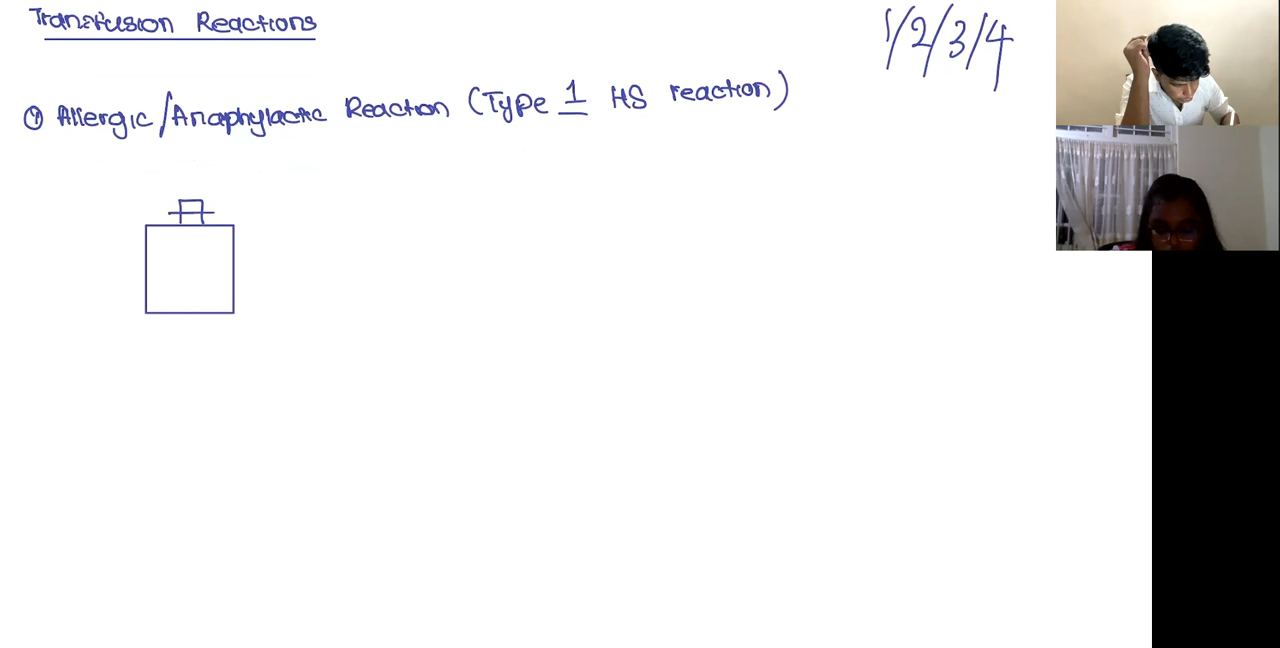 Transfusion Reactions
1/2/3/4
① Allergic/Anaphylactic Reaction (Type 1 HS reaction)